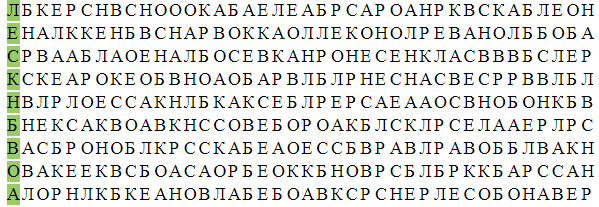 ЛБКЕРСНВСНОООКАБАЕЛЕАБРСАРОАНРКВСКАБЛЕОН
ЕНАЛККЕНБВСНАРВОККАОЛЛЕКОНОЛРЕВАНОЛББОБА
СРВААБЛАОЕНАЛБОСЕВКАНРОНЕСЕНКЛАСВВВБСЛЕР
КСКЕАРОКЕОБВНОАОБАРВЛБЛРНЕСНАСВЕСРРВВЛБЛ
НВЛРЛОЕССАКНЛБКАКСЕБЛРЕРСАЕААОСВНОБОНКБВ
БНЕКСАКВОАВКНССОВЕБОРОАКБЛСКЛРСЕЛААЕРЛРС
ВАСБРОНОБЛКРССКАБЕАОЕССБВРАВЛРАВОББЛВАКН
ОВАКЕЕКВСБОАСАОРБЕОККБНОВРСБЛБРККБАРССАН
АЛОРНЛКБКЕАНОВЛАБЕБОАВКСРСНЕРЛЕСОБОНАВЕР